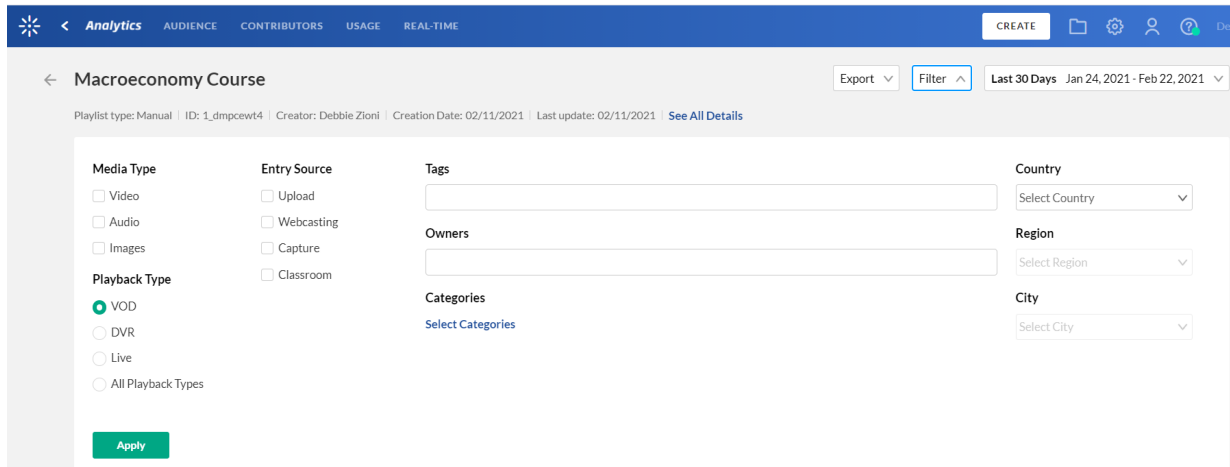 Analytics AUDIENCE CONTRIBUTORS USAGE REAL-TIME CREATE De
Macroeconomy Course Export Filter Last 30 Days Jan 24, 2021 - Feb 22, 2021
Playlist type: Manual | ID: 1_dmpcewt4 | Creator: Debbie Zioni | Creation Date: 02/11/2021 | Last update: 02/11/2021 | See All Details
Media Type
Video
Audio
Images
Playback Type
VOD
DVR
Live
All Playback Types
Apply
Entry Source
Upload
Webcasting
Capture
Classroom
Tags
Owners
Categories
Select Categories
Country
Select Country
Region
Select Region
City
Select City